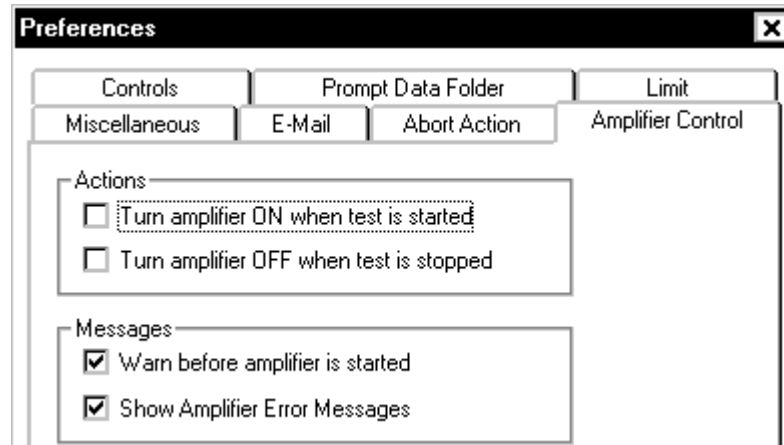 Preferences
Controls Prompt Data Folder Limit
Miscellaneous E-Mail Abort Action Amplifier Control
Actions
Turn amplifier ON when test is started
Turn amplifier OFF when test is stopped
Messages
Warn before amplifier is started
Show Amplifier Error Messages